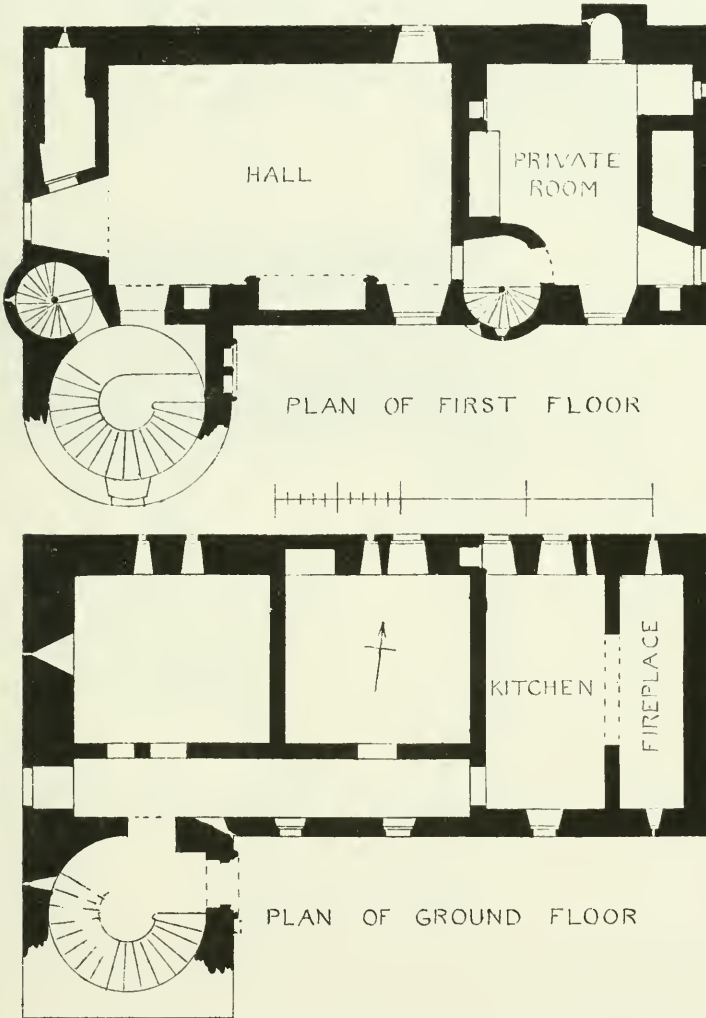 HALL
PRIVATE
ROOM
PLAN OF FIRST FLOOR
KITCHEN
FIREPLACE
PLAN OF GROUND FLOOR